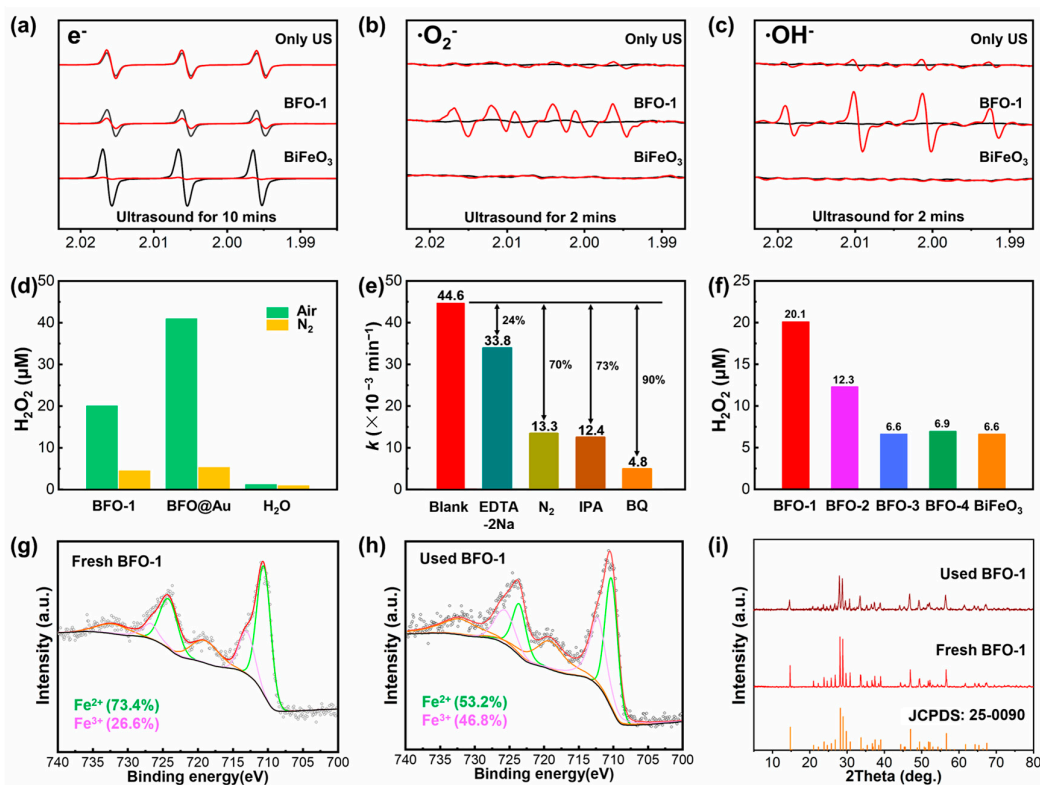 (a) e⁻
Only US
BFO-1
BiFeO₃
Ultrasound for 10 mins
2.02 2.01 2.00 1.99
(b) ·O₂⁻
Only US
BFO-1
BiFeO₃
Ultrasound for 2 mins
2.02 2.01 2.00 1.99
(c) ·OH⁻
Only US
BFO-1
BiFeO₃
Ultrasound for 2 mins
2.02 2.01 2.00 1.99
(d)
H₂O₂ (μM)
50
40
30
20
10
0
Air
N₂
BFO-1 BFO@Au H₂O
(e)
k (×10⁻³ min⁻¹)
50
40
30
20
10
0
44.6
24%
33.8
70%
73%
90%
13.3
12.4
4.8
Blank EDTA N₂ IPA BQ
-2Na
(f)
H₂O₂ (μM)
25
20
15
10
5
0
20.1
12.3
6.6
6.9
6.6
BFO-1 BFO-2 BFO-3 BFO-4 BiFeO₃
(g) Fresh BFO-1
Intensity (a.u.)
Fe²⁺ (73.4%)
Fe³⁺ (26.6%)
740 735 730 725 720 715 710 705 700
Binding energy(eV)
(h) Used BFO-1
Intensity (a.u.)
Fe²⁺ (53.2%)
Fe³⁺ (46.8%)
740 735 730 725 720 715 710 705 700
Binding energy(eV)
(i)
Intensity (a.u.)
Used BFO-1
Fresh BFO-1
JCPDS: 25-0090
10 20 30 40 50 60 70 80
2Theta (deg.)